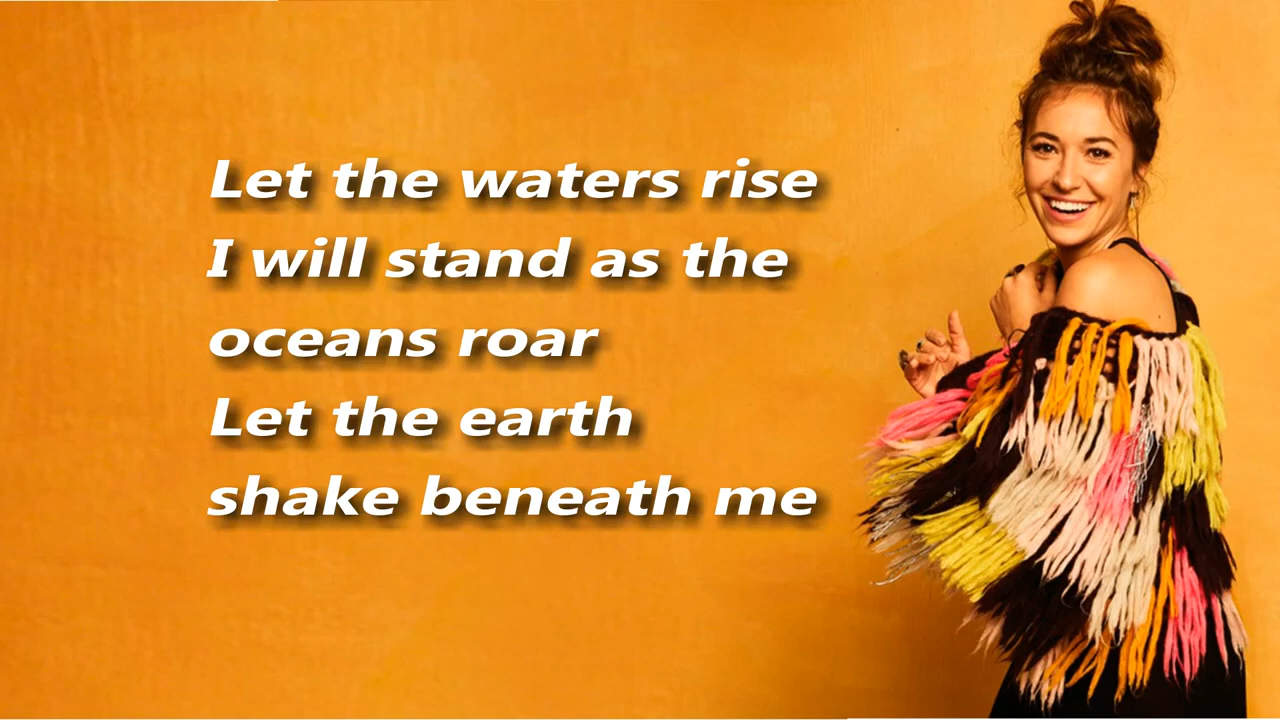 Let the waters rise
I will stand as the
oceans roar
Let the earth
shake beneath me